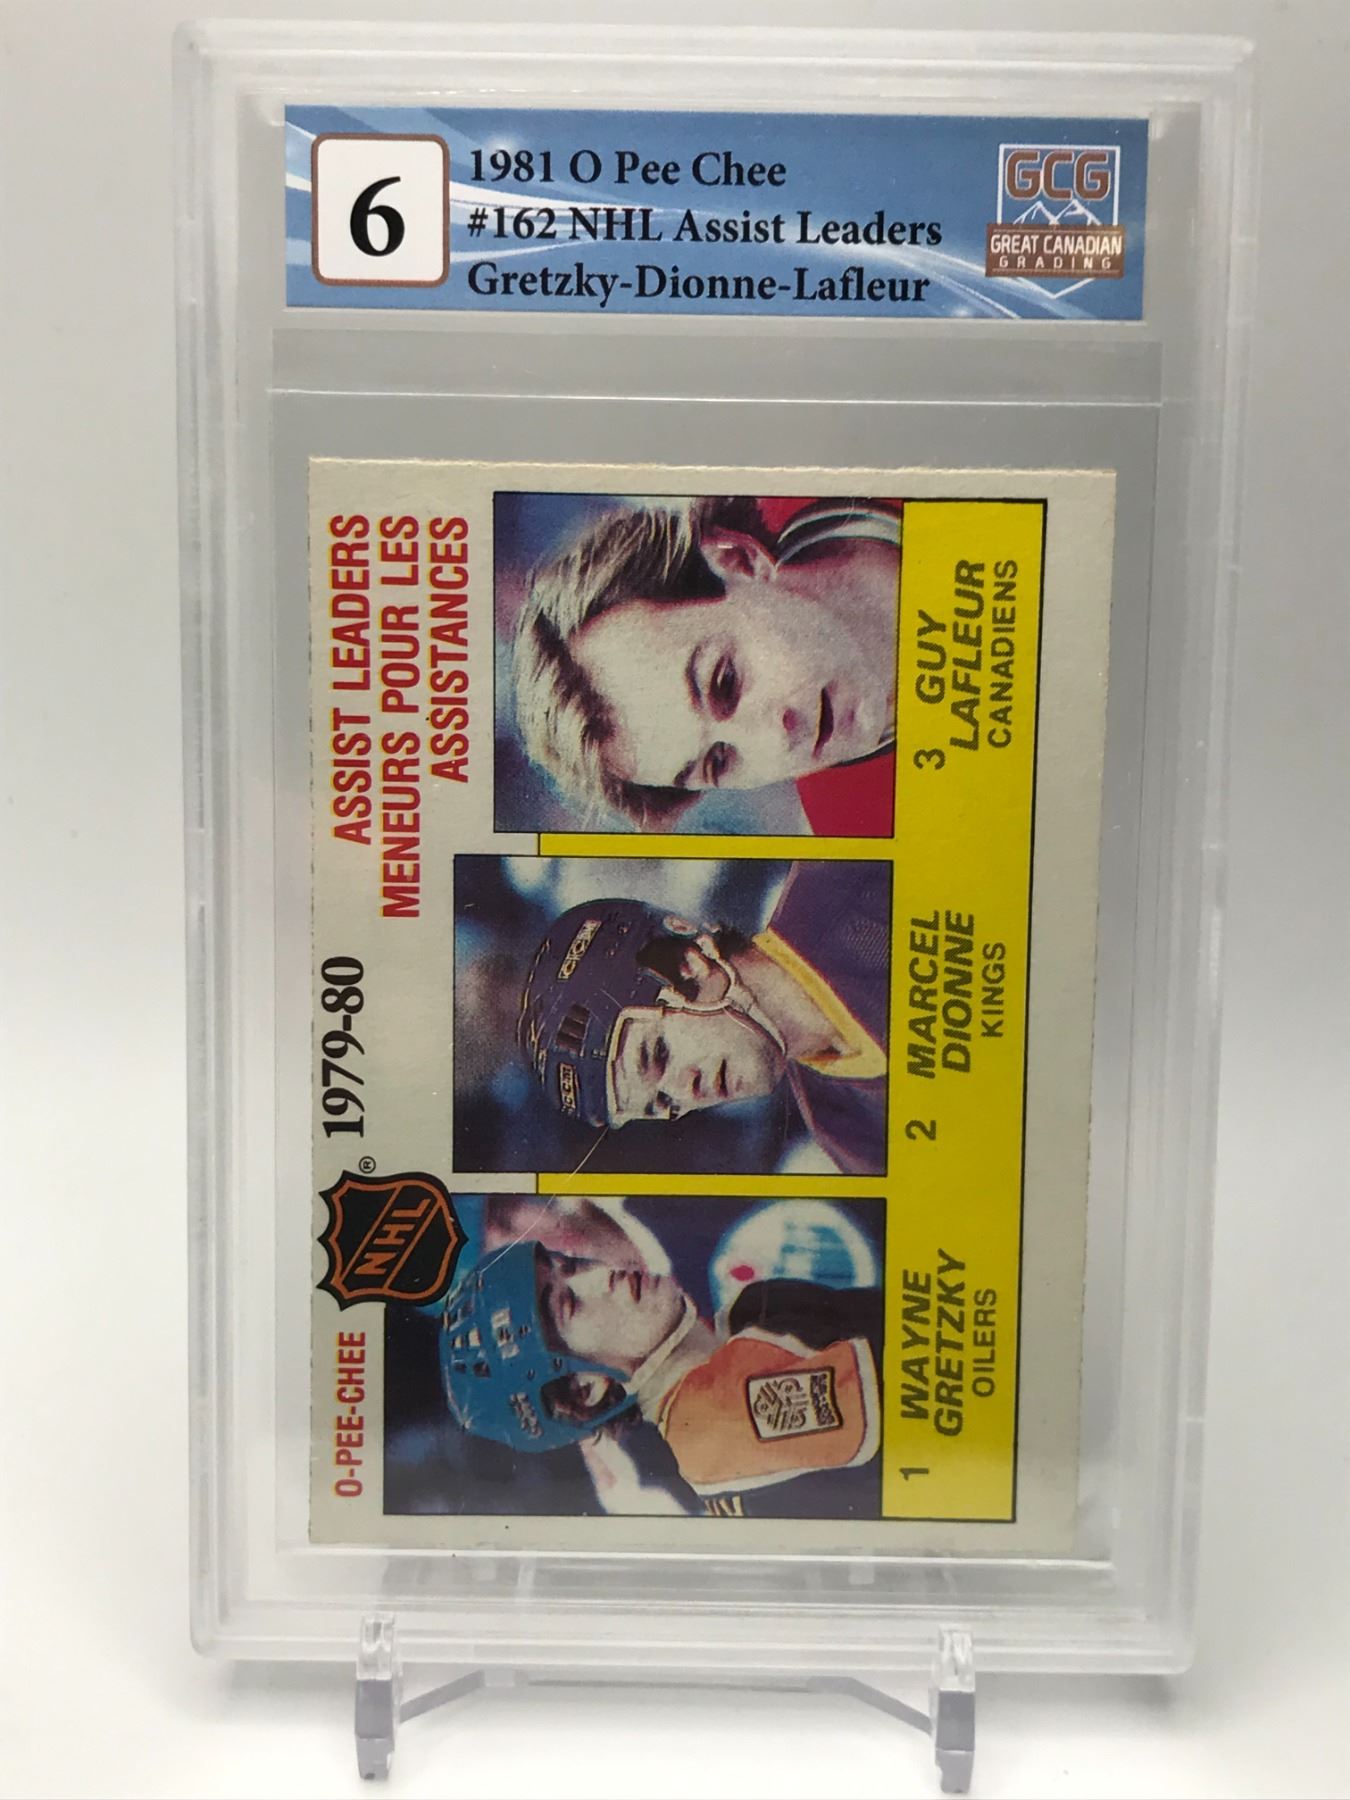 6
1981 O Pee Chee
#162 NHL Assist Leaders
Gretzky-Dionne-Lafleur
GCG
GREAT CANADIAN
GRADING
O-PEE-CHEE
NHL
®
1979-80
ASSIST LEADERS
MENEURS POUR LES
ASSISTANCES
1 WAYNE
GRETZKY
OILERS
2 MARCEL
DIONNE
KINGS
3 GUY
LAFLEUR
CANADIENS
CCM
CCM